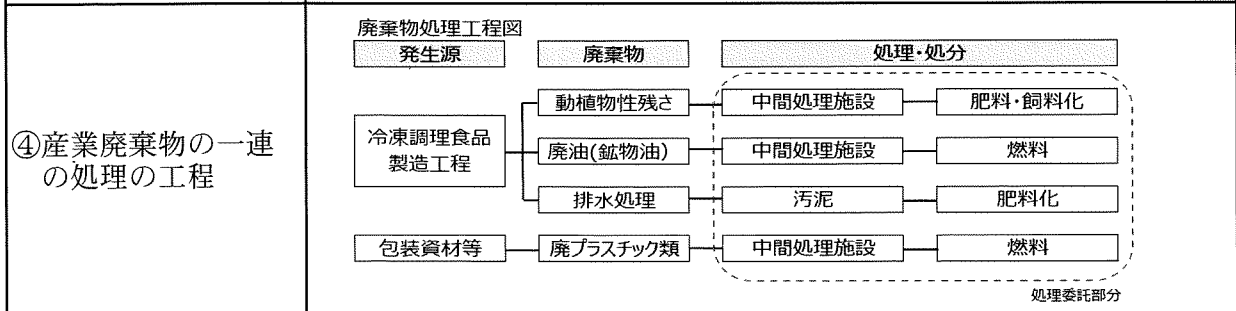 ④産業廃棄物の一連
の処理の工程
廃棄物処理工程図
発生源 廃棄物 処理・処分
動植物性残さ 中間処理施設 肥料・飼料化
冷凍調理食品
製造工程
廃油(鉱物油) 中間処理施設 燃料
排水処理 汚泥 肥料化
包装資材等 廃プラスチック類 中間処理施設 燃料
処理委託部分